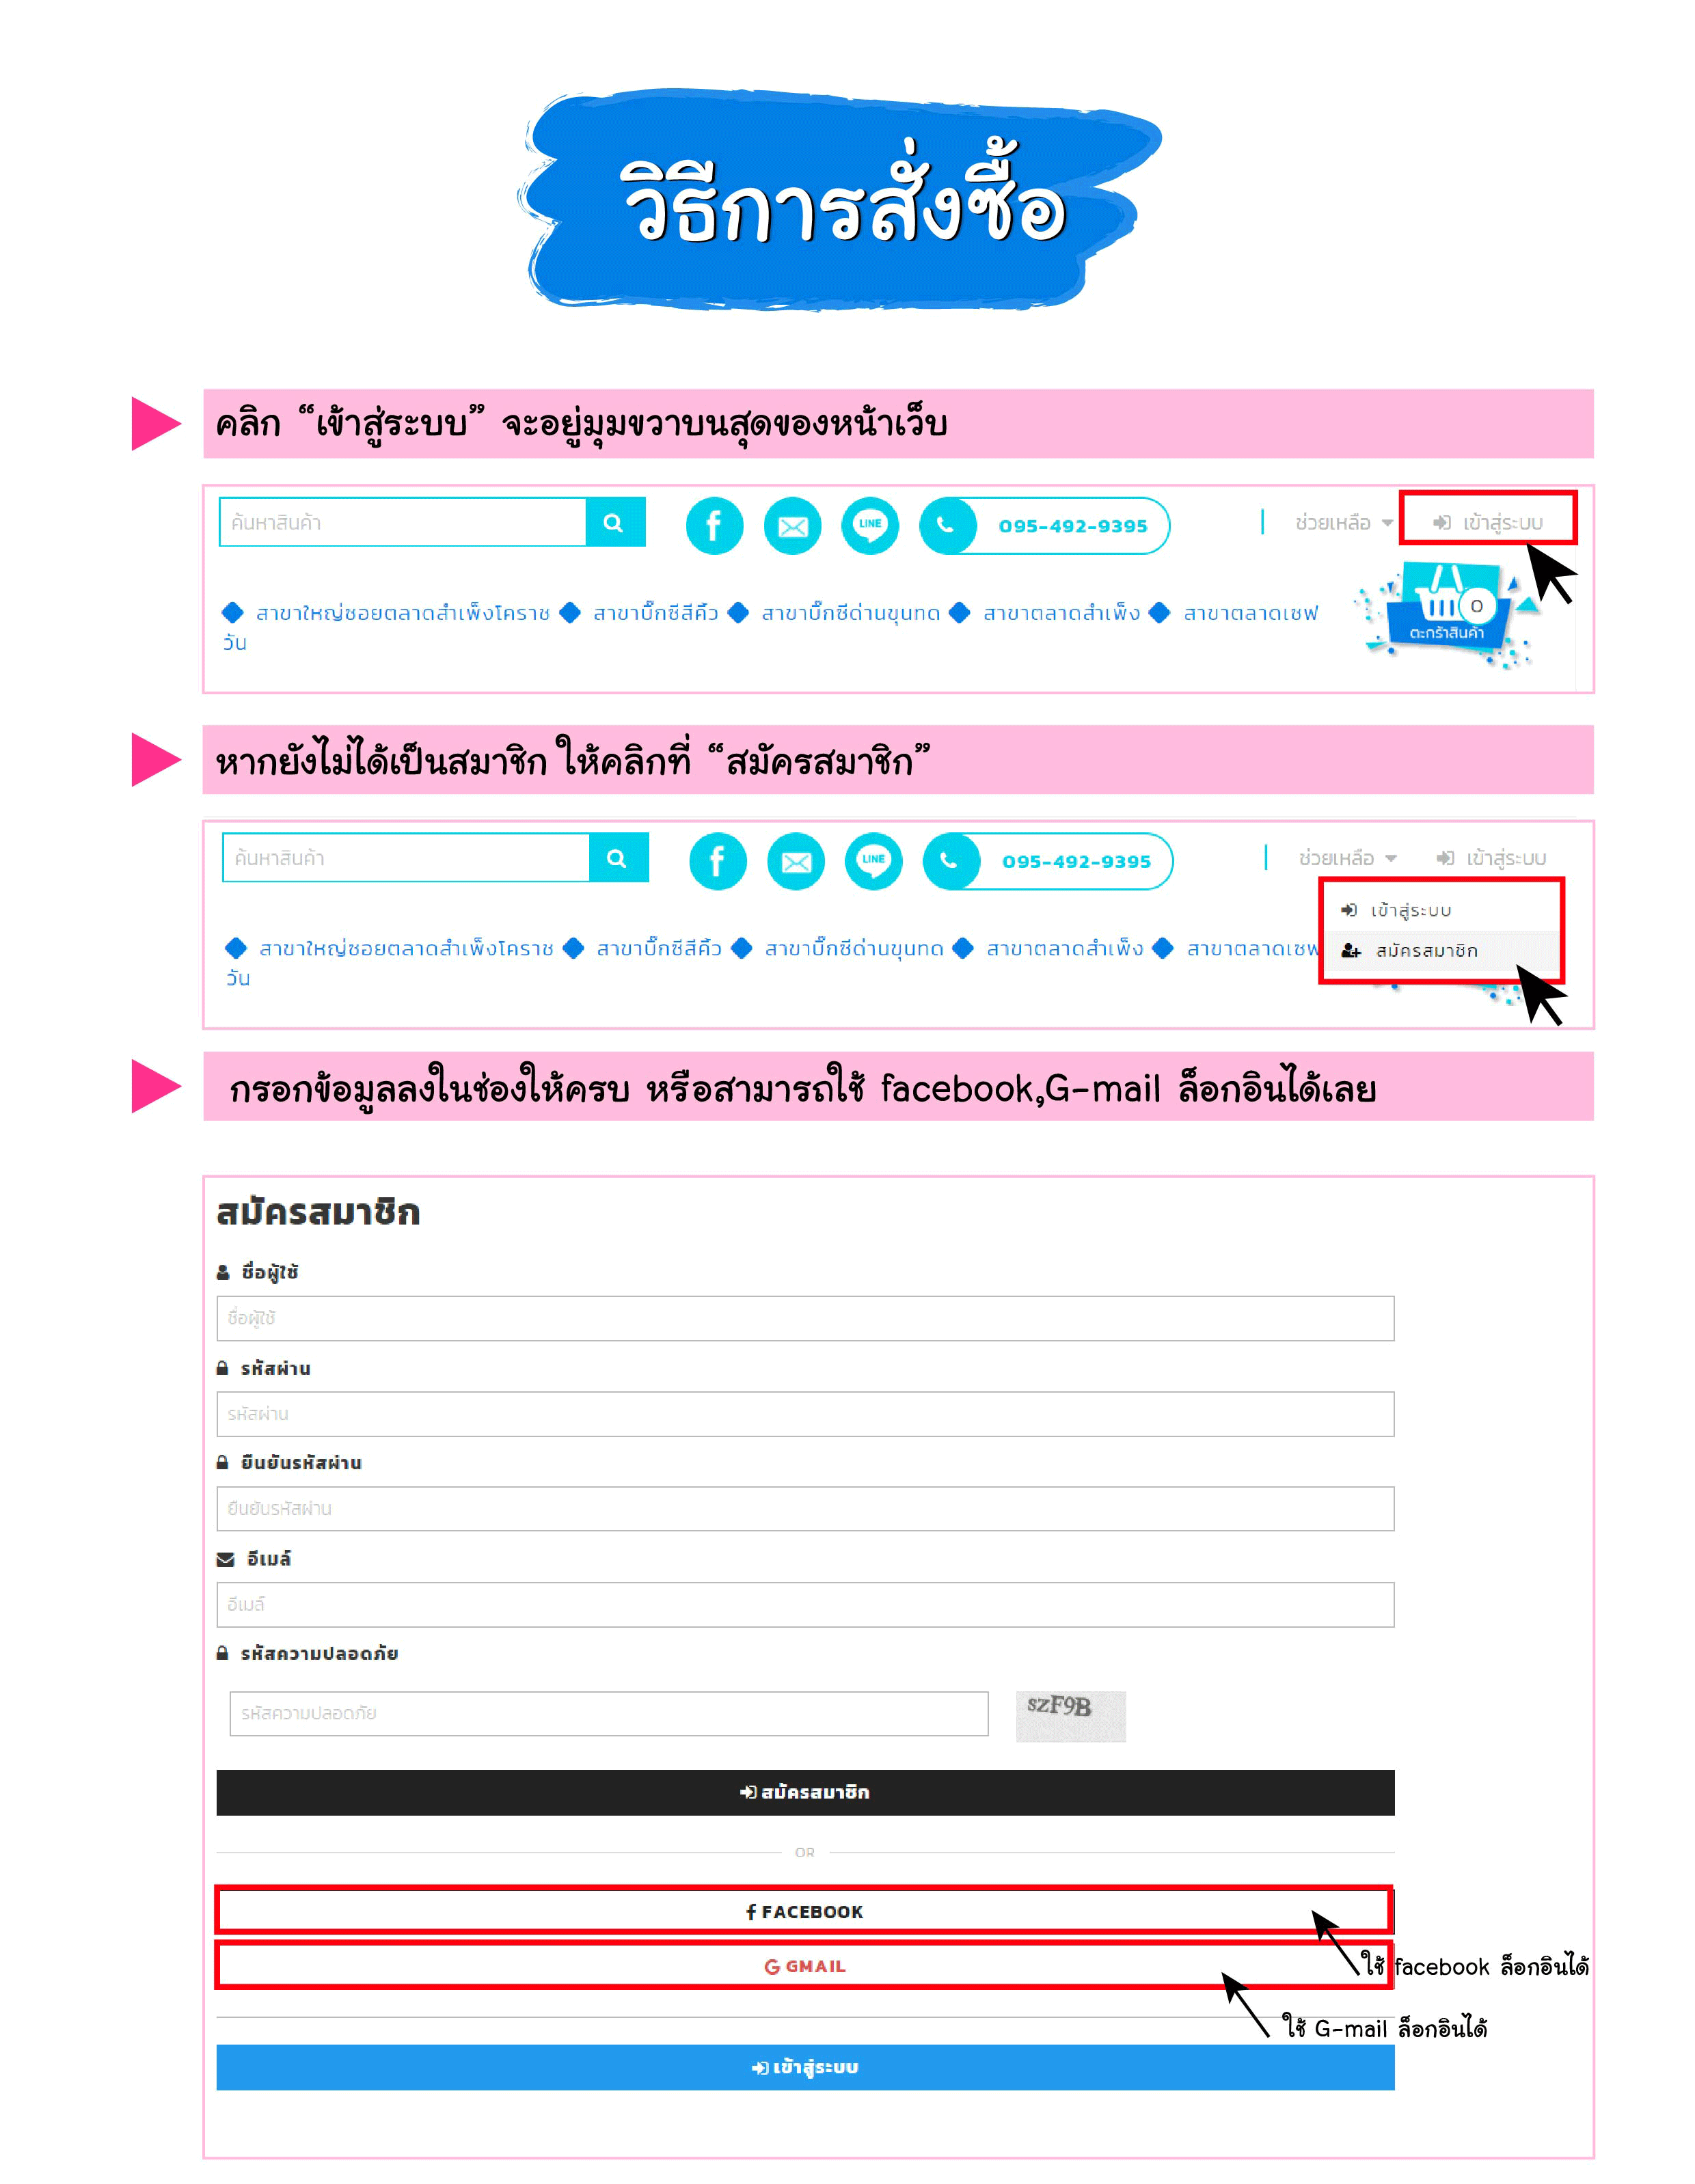 วิธีการสั่งซื้อ
คลิก “เข้าสู่ระบบ” จะอยู่มุมขวาบนสุดของหน้าเว็บ
ค้นหาสินค้า
f
LINE
095-492-9395
ช่วยเหลือ
เข้าสู่ระบบ
สาขาใหญ่ซอยตลาดสำเพ็งโคราช สาขาบิ๊กซีสีคิ้ว สาขาบิ๊กซีด่านขุนทด สาขาตลาดสำเพ็ง สาขาตลาดเซฟ
วัน
0
ตะกร้าสินค้า
หากยังไม่ได้เป็นสมาชิก ให้คลิกที่ “สมัครสมาชิก”
ค้นหาสินค้า
f
LINE
095-492-9395
ช่วยเหลือ
เข้าสู่ระบบ
เข้าสู่ระบบ
สมัครสมาชิก
สาขาใหญ่ซอยตลาดสำเพ็งโคราช สาขาบิ๊กซีสีคิ้ว สาขาบิ๊กซีด่านขุนทด สาขาตลาดสำเพ็ง สาขาตลาดเซฟ
วัน
กรอกข้อมูลลงในช่องให้ครบ หรือสามารถใช้ facebook,G-mail ล็อกอินได้เลย
สมัครสมาชิก
ชื่อผู้ใช้
ชื่อผู้ใช้
รหัสผ่าน
รหัสผ่าน
ยืนยันรหัสผ่าน
ยืนยันรหัสผ่าน
อีเมล์
อีเมล์
รหัสความปลอดภัย
รหัสความปลอดภัย
szF9B
สมัครสมาชิก
OR
f FACEBOOK
G GMAIL
ใช้ facebook ล็อกอินได้
ใช้ G-mail ล็อกอินได้
เข้าสู่ระบบ